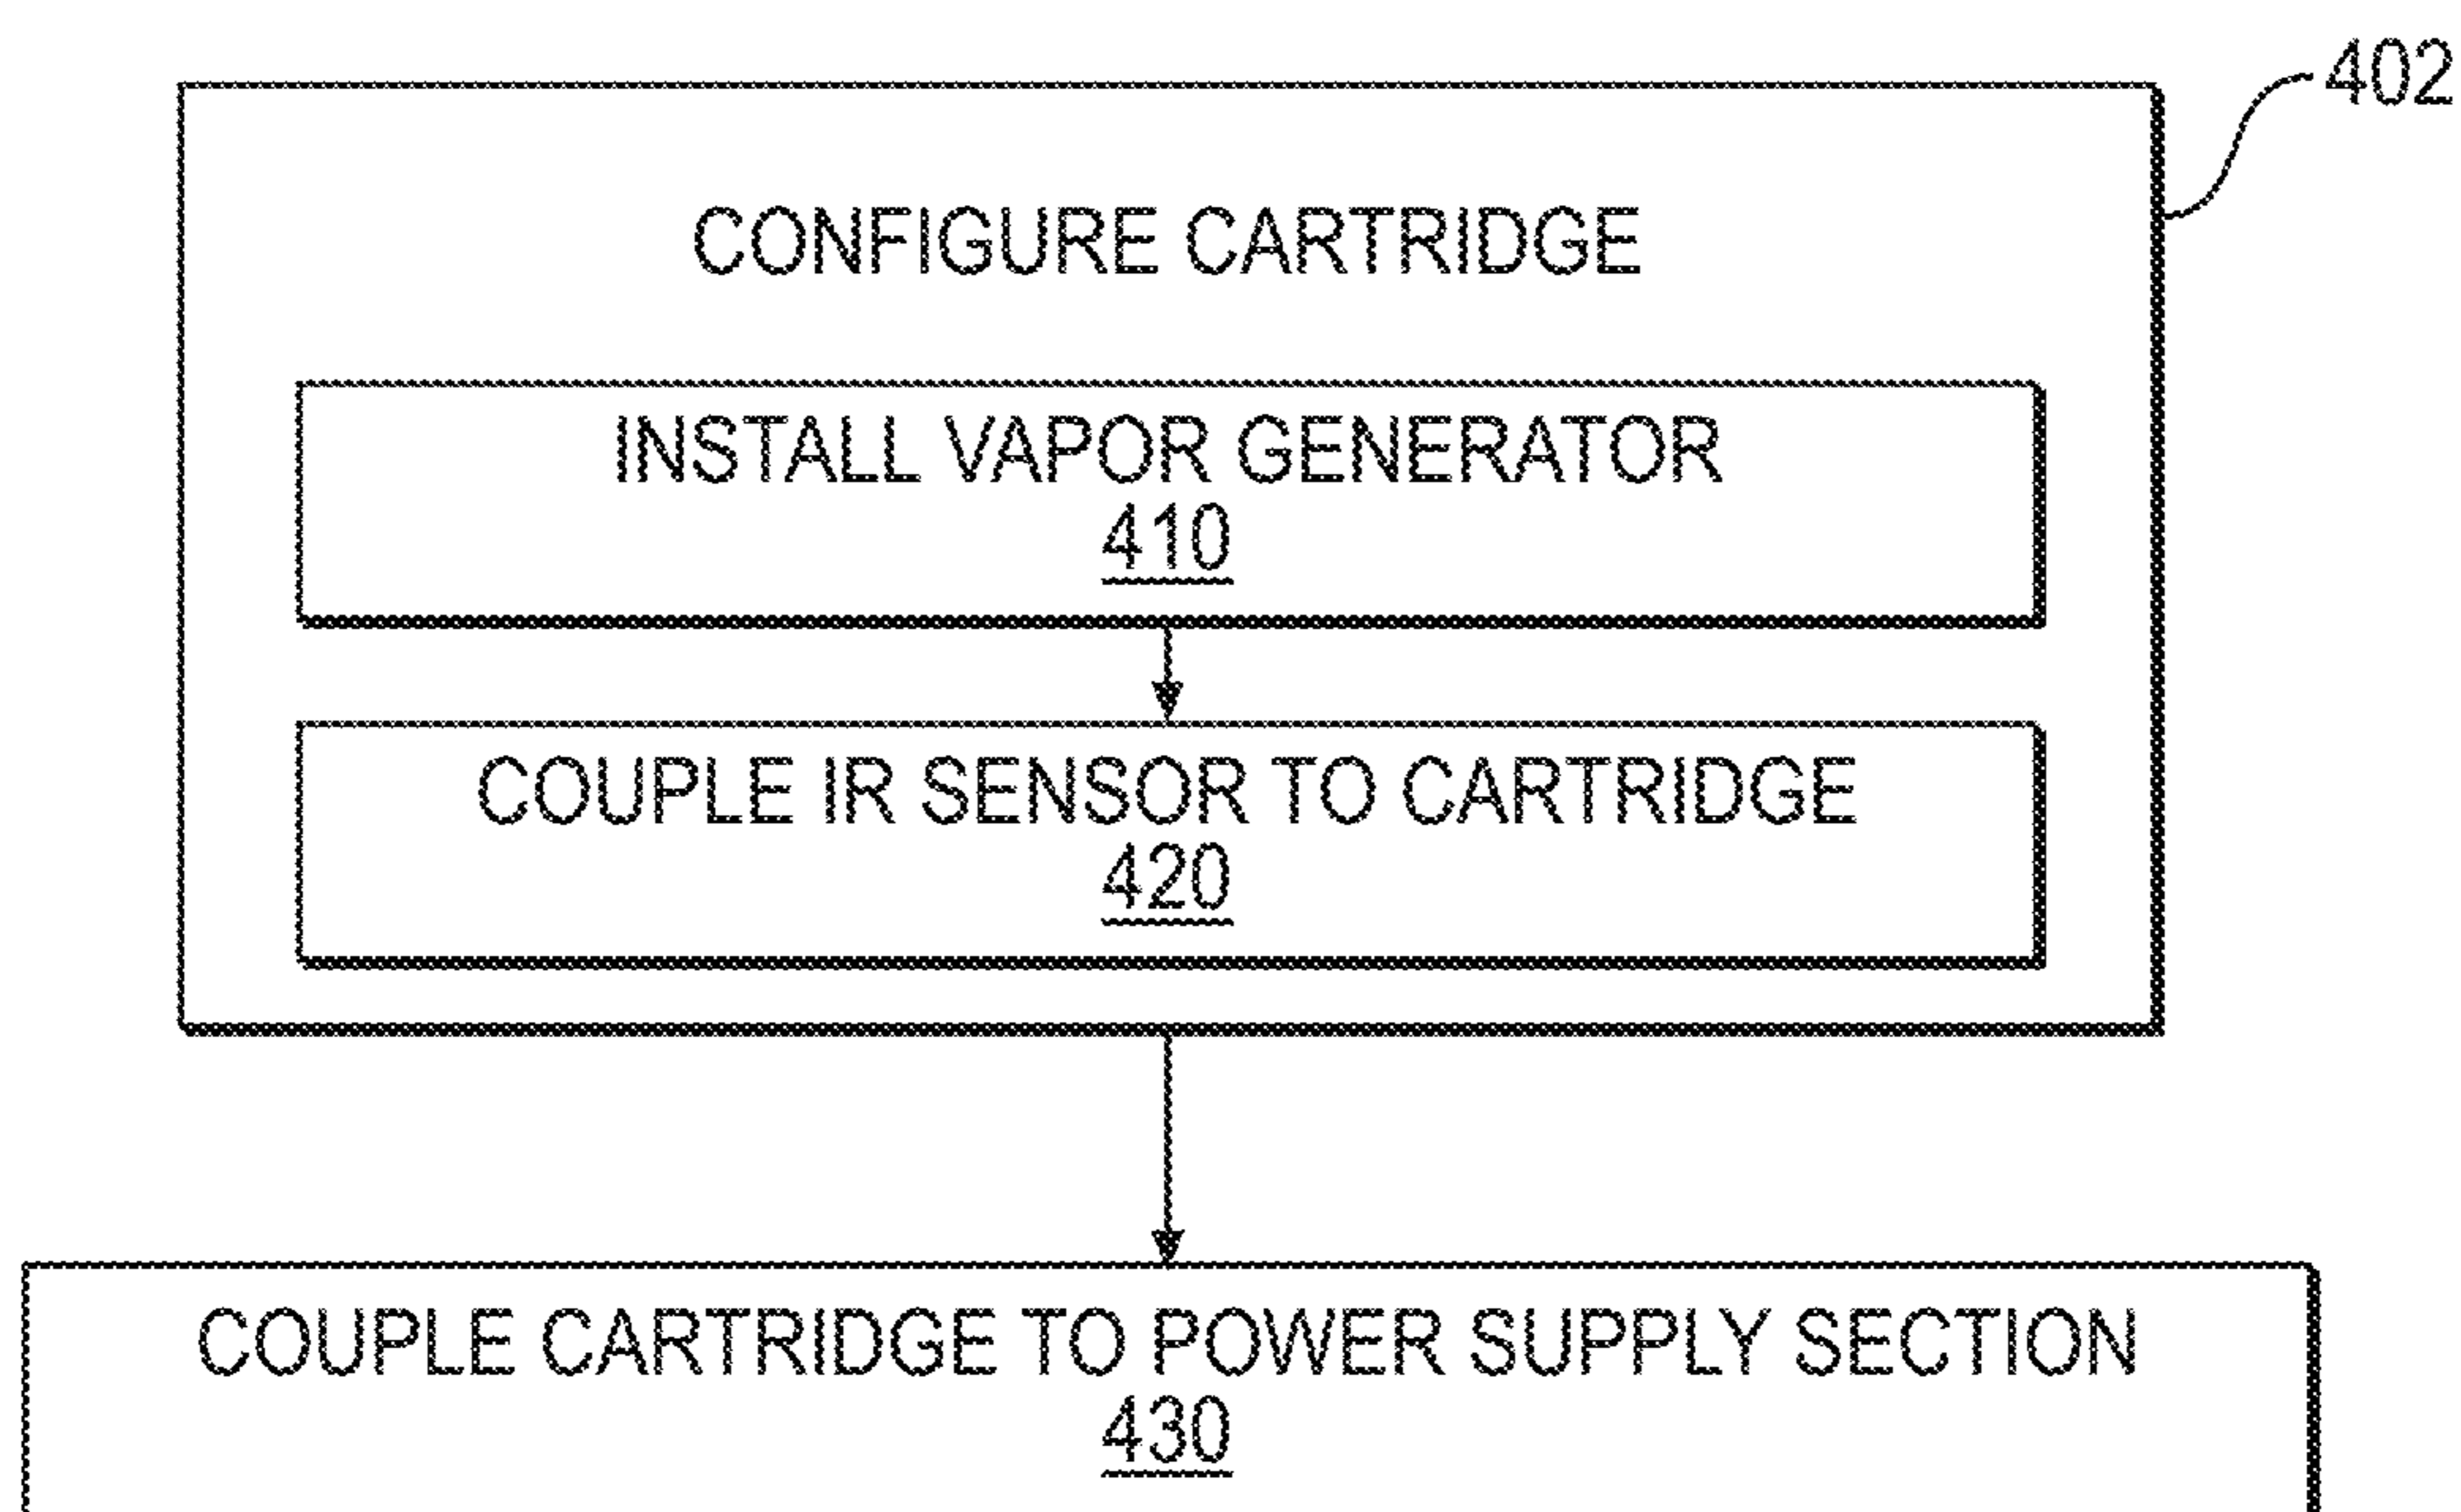 402
CONFIGURE CARTRIDGE
INSTALL VAPOR GENERATOR
410
COUPLE IR SENSOR TO CARTRIDGE
420
COUPLE CARTRIDGE TO POWER SUPPLY SECTION
430